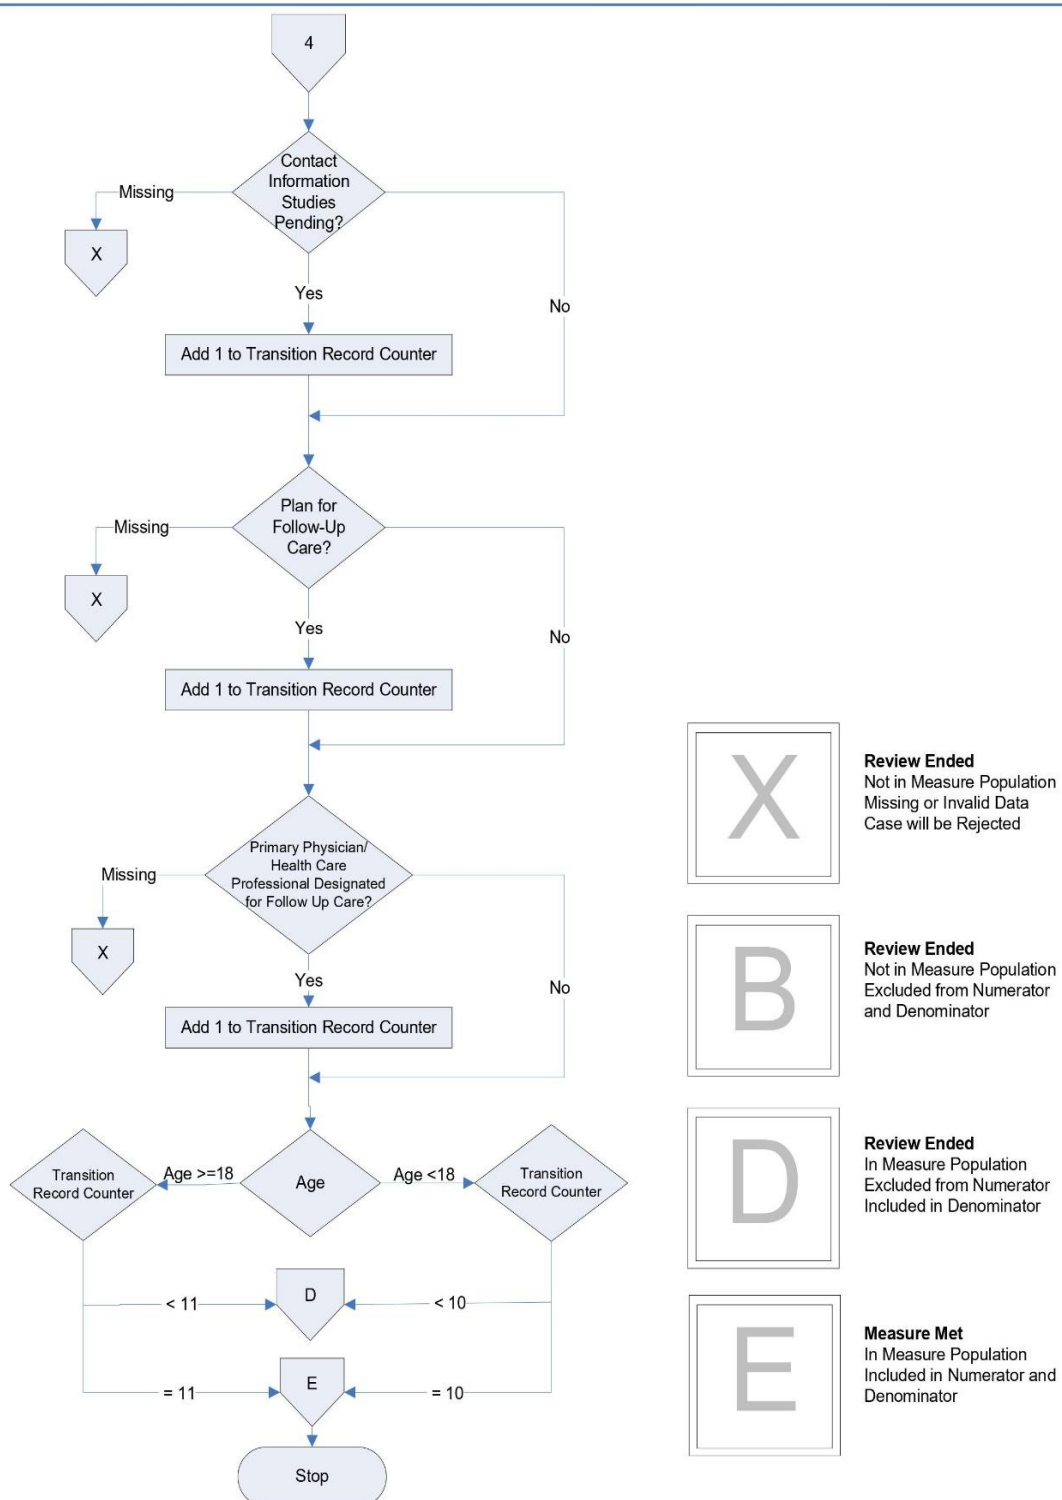 4
Contact
Information
Studies
Pending?
Missing
X
Yes
No
Add 1 to Transition Record Counter
Plan for
Follow-Up
Care?
Missing
X
Yes
No
Add 1 to Transition Record Counter
Primary Physician/
Health Care
Professional Designated
for Follow Up Care?
Missing
X
Yes
No
Add 1 to Transition Record Counter
Age
Age >=18
Age <18
Transition
Record Counter
Transition
Record Counter
< 11
D
< 10
= 11
E
= 10
Stop
X
Review Ended
Not in Measure Population
Missing or Invalid Data
Case will be Rejected
B
Review Ended
Not in Measure Population
Excluded from Numerator
and Denominator
D
Review Ended
In Measure Population
Excluded from Numerator
Included in Denominator
E
Measure Met
In Measure Population
Included in Numerator and
Denominator